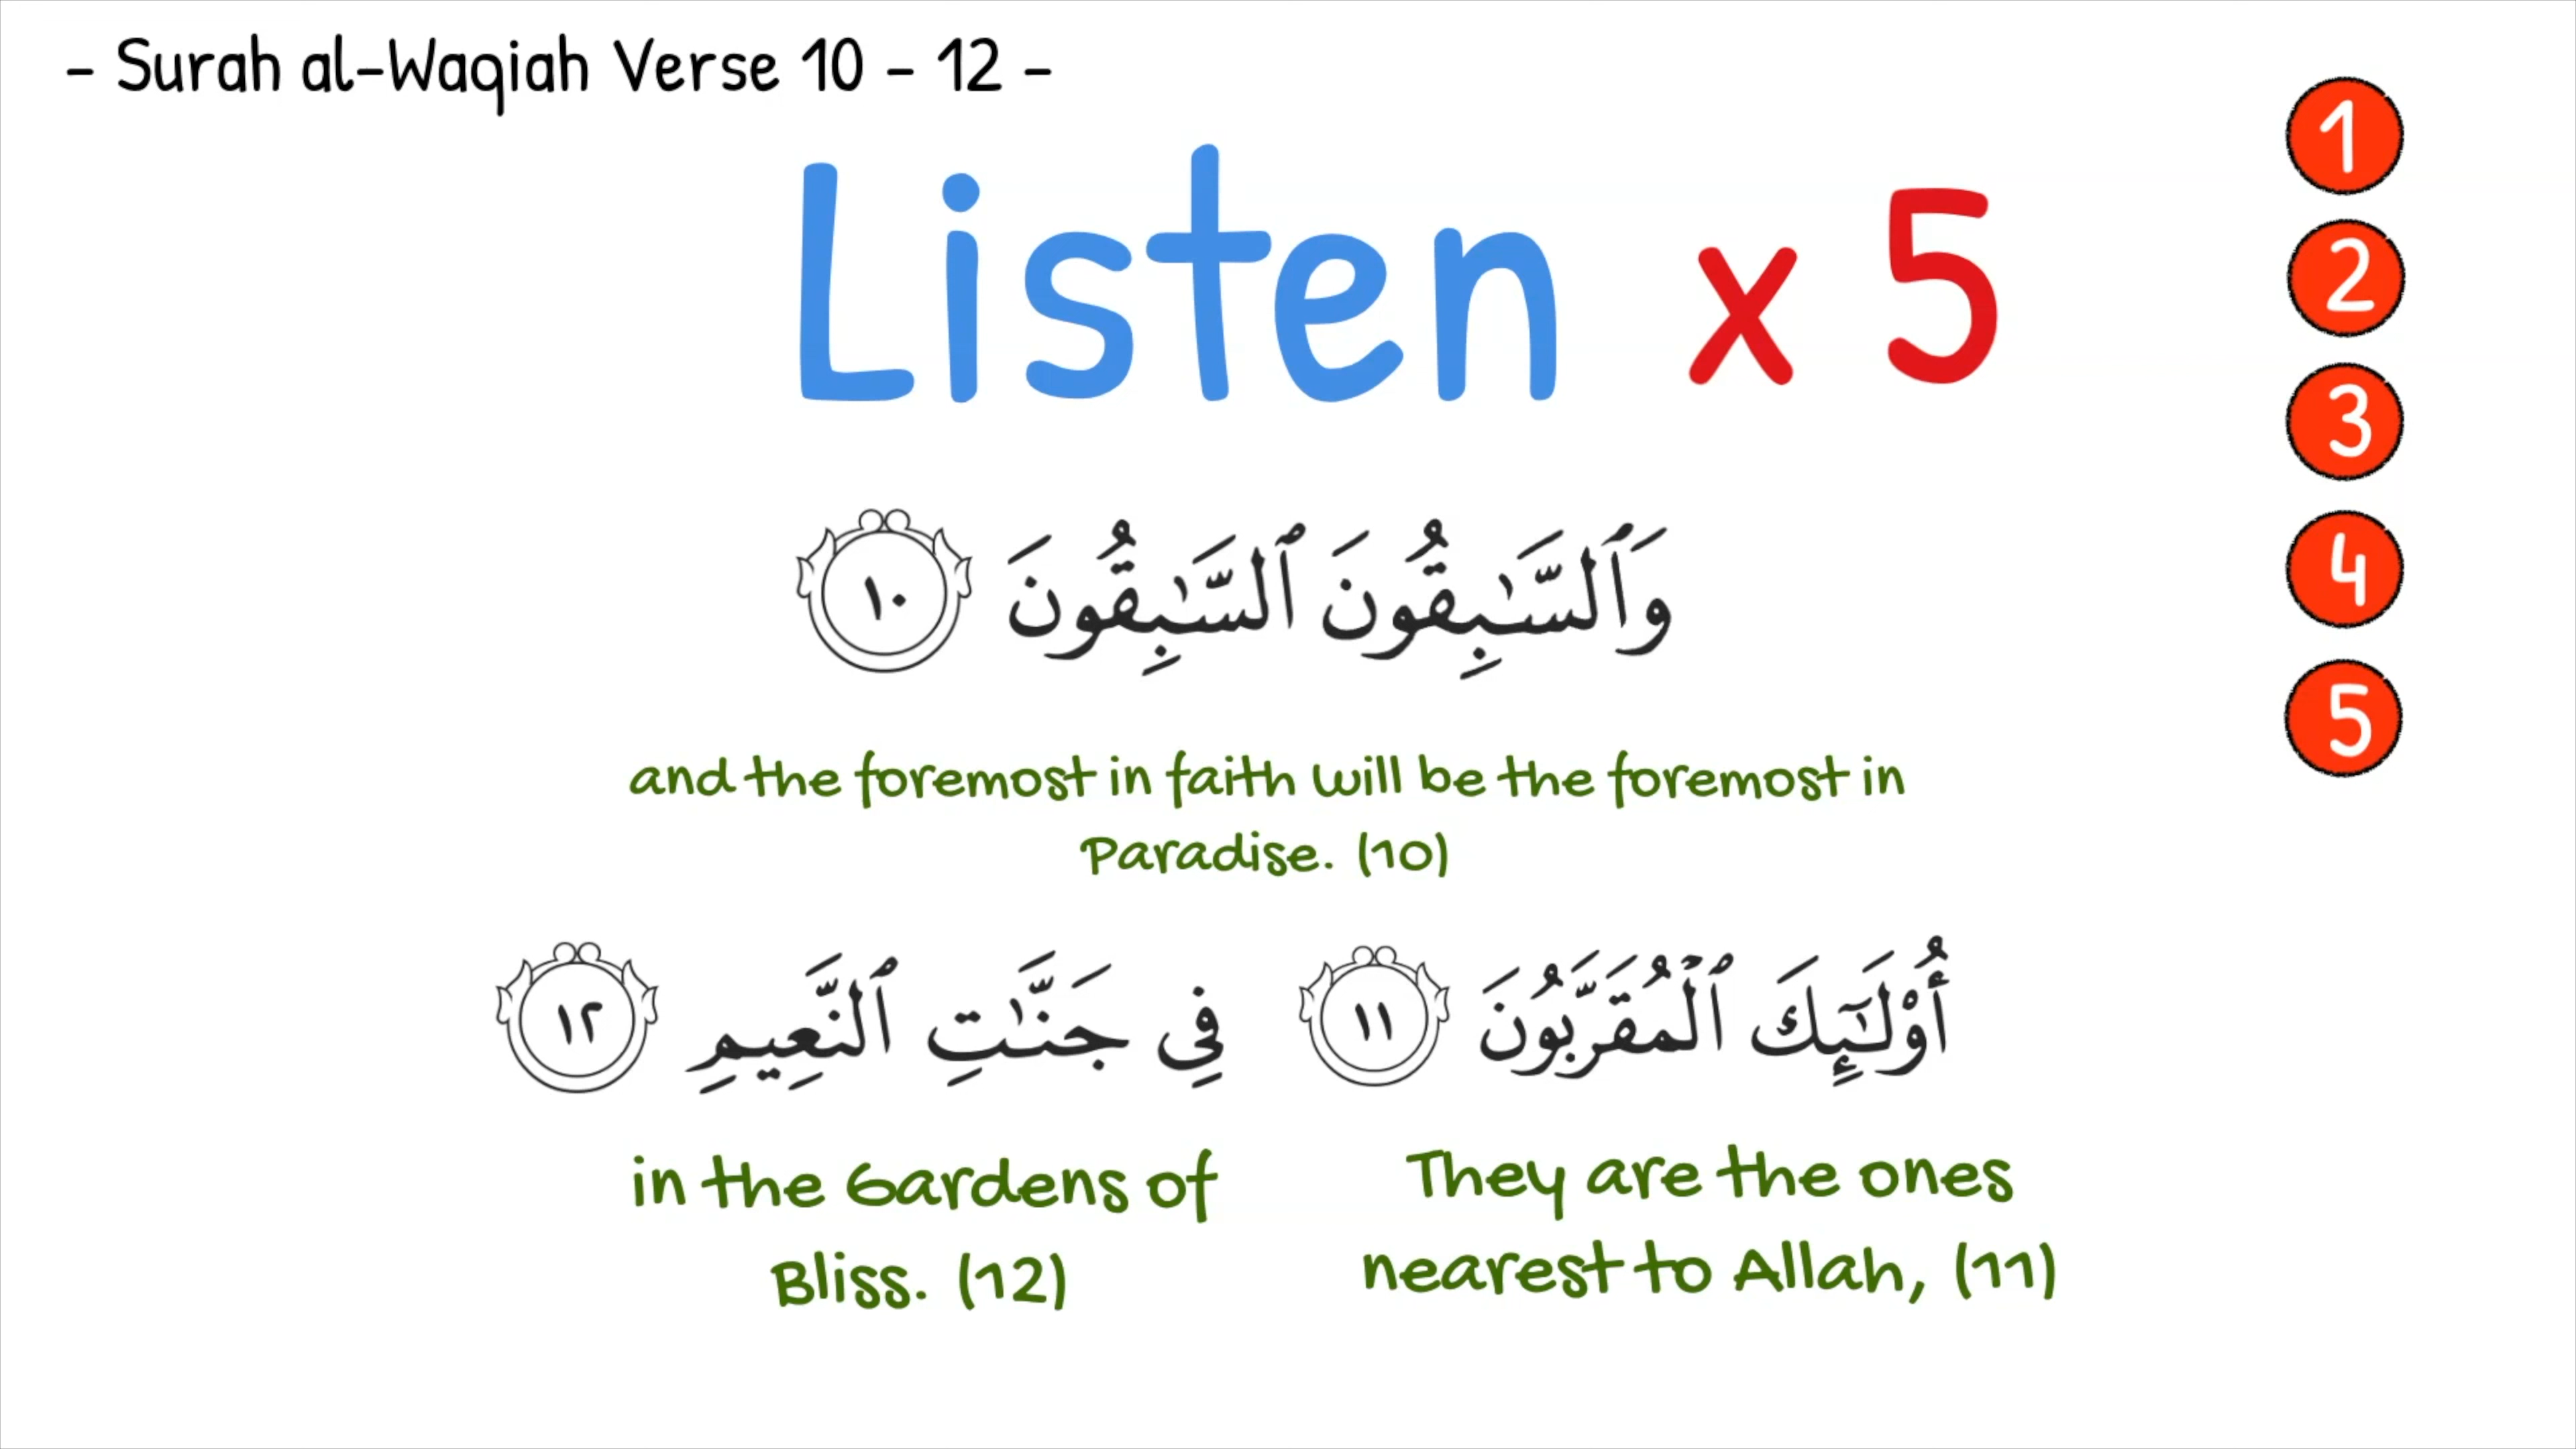 - Surah al-Waqiah Verse 10 - 12 -
Listen x 5
1
2
3
4
5
وَٱلسَّـٰبِقُونَ ٱلسَّـٰبِقُونَ ١٠
and the foremost in faith will be the foremost in
Paradise. (10)
أُو۟لَـٰٓئِكَ ٱلْمُقَرَّبُونَ ١١ فِى جَنَّـٰتِ ٱلنَّعِيمِ ١٢
They are the ones
nearest to Allah, (11)
in the Gardens of
Bliss. (12)